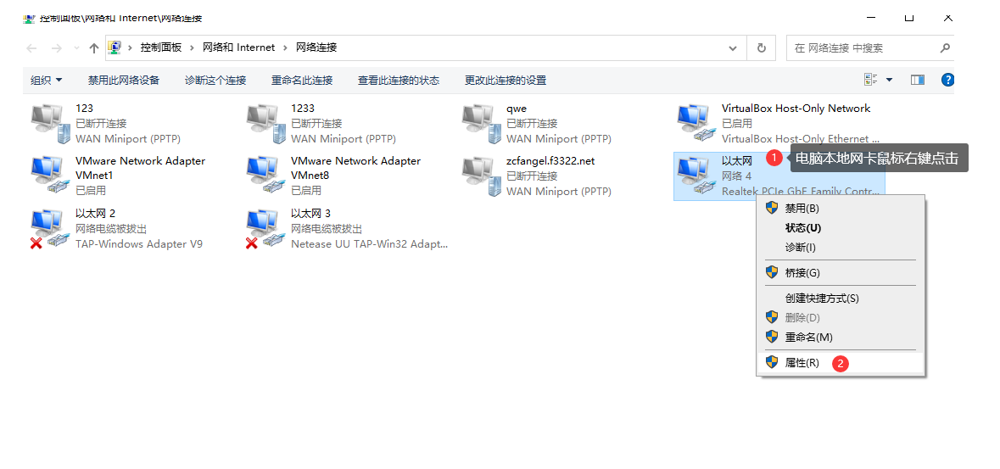 控制面板\网络和 Internet\网络连接
控制面板 › 网络和 Internet › 网络连接
在 网络连接 中搜索
组织
禁用此网络设备
诊断这个连接
重命名此连接
查看此连接的状态
更改此连接的设置
123
已断开连接
WAN Miniport (PPTP)
1233
已断开连接
WAN Miniport (PPTP)
qwe
已断开连接
WAN Miniport (PPTP)
VirtualBox Host-Only Network
已启用
VirtualBox Host-Only Ethernet ...
VMware Network Adapter
VMnet1
已启用
VMware Network Adapter
VMnet8
已启用
zcfangel.f3322.net
已断开连接
WAN Miniport (PPTP)
以太网
网络 4
Realtek PCIe GbE Family Contr...
1
电脑本地网卡鼠标右键点击
以太网 2
网络电缆被拔出
TAP-Windows Adapter V9
以太网 3
网络电缆被拔出
Netease UU TAP-Win32 Adapt...
禁用(B)
状态(U)
诊断(I)
桥接(G)
创建快捷方式(S)
删除(D)
重命名(M)
属性(R)
2